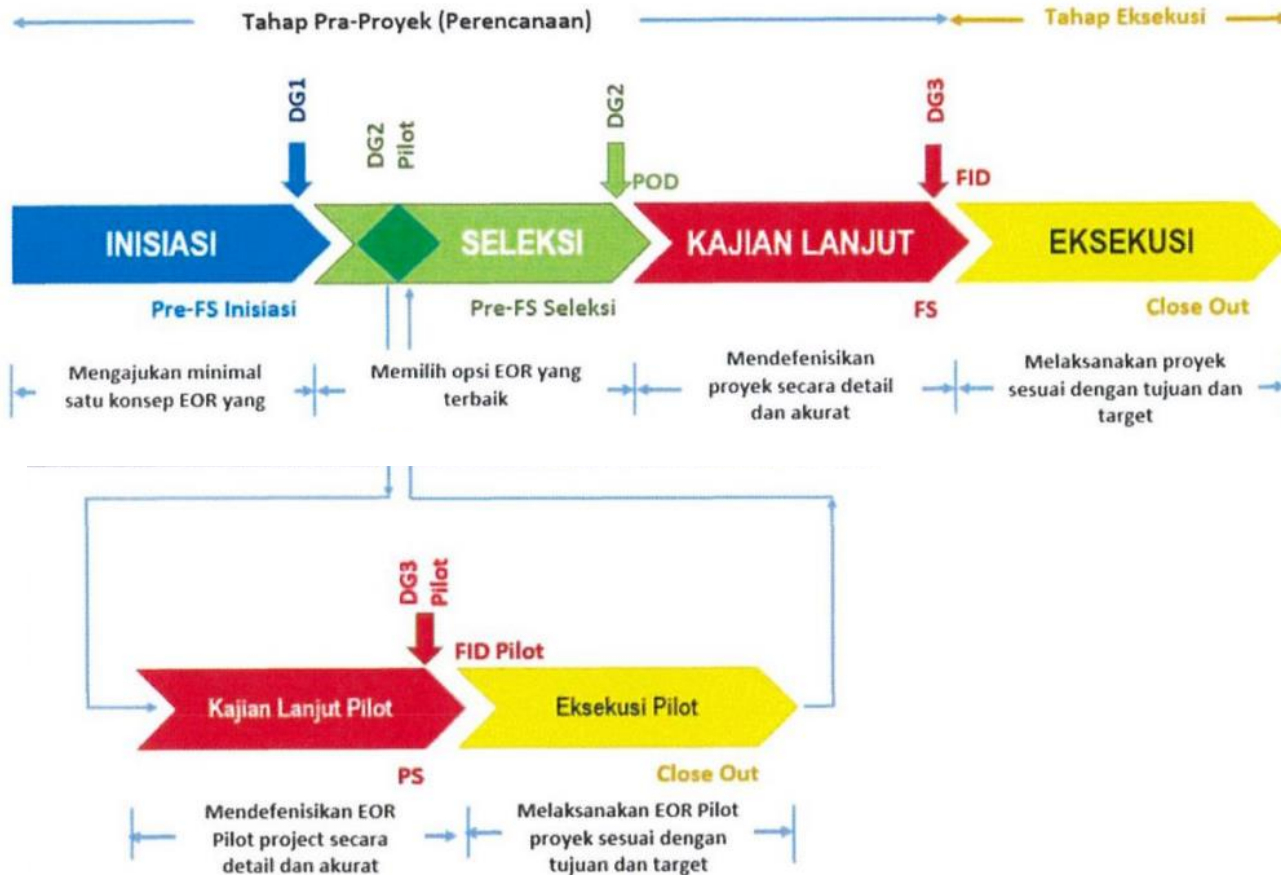 Tahap Pra-Proyek (Perencanaan)
Tahap Eksekusi
DG1
DG2
Pilot
DG2
DG3
POD
FID
INISIASI
SELEKSI
KAJIAN LANJUT
EKSEKUSI
Pre-FS Inisiasi
Pre-FS Seleksi
FS
Close Out
Mengajukan minimal
satu konsep EOR yang
Memilih opsi EOR yang
terbaik
Mendefenisikan
proyek secara detail
dan akurat
Melaksanakan proyek
sesuai dengan tujuan dan
target
DG3
Pilot
FID Pilot
Kajian Lanjut Pilot
Eksekusi Pilot
PS
Close Out
Mendefenisikan EOR
Pilot project secara
detail dan akurat
Melaksanakan EOR Pilot
proyek sesuai dengan
tujuan dan target